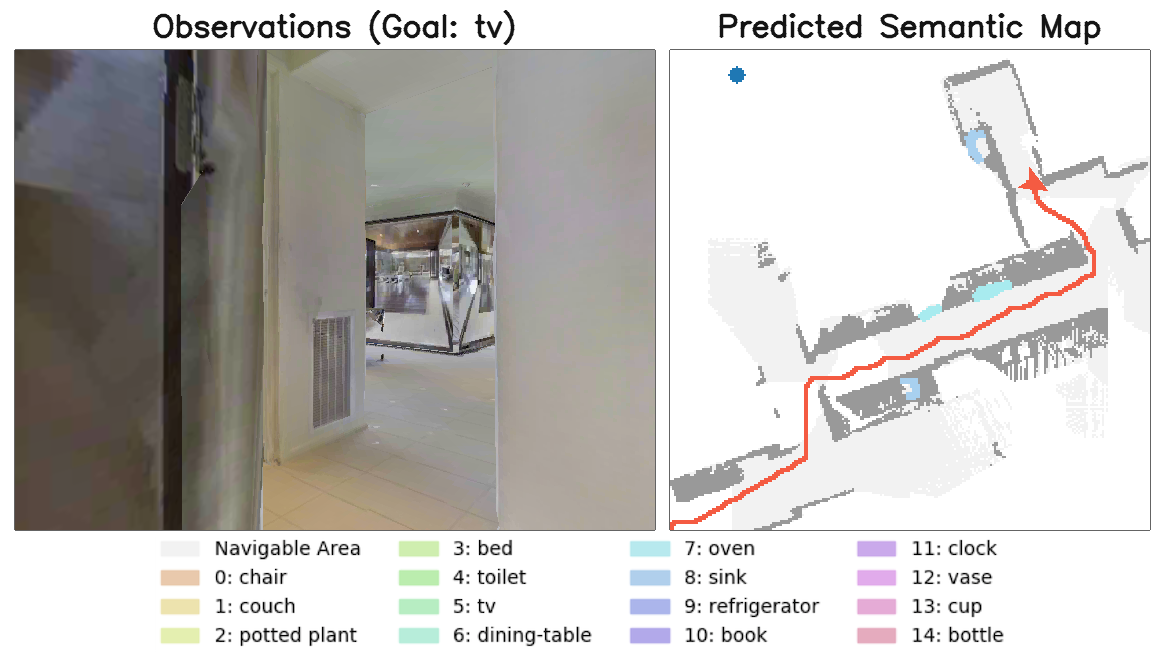 Observations (Goal: tv)
Predicted Semantic Map
Navigable Area
0: chair
1: couch
2: potted plant
3: bed
4: toilet
5: tv
6: dining-table
7: oven
8: sink
9: refrigerator
10: book
11: clock
12: vase
13: cup
14: bottle